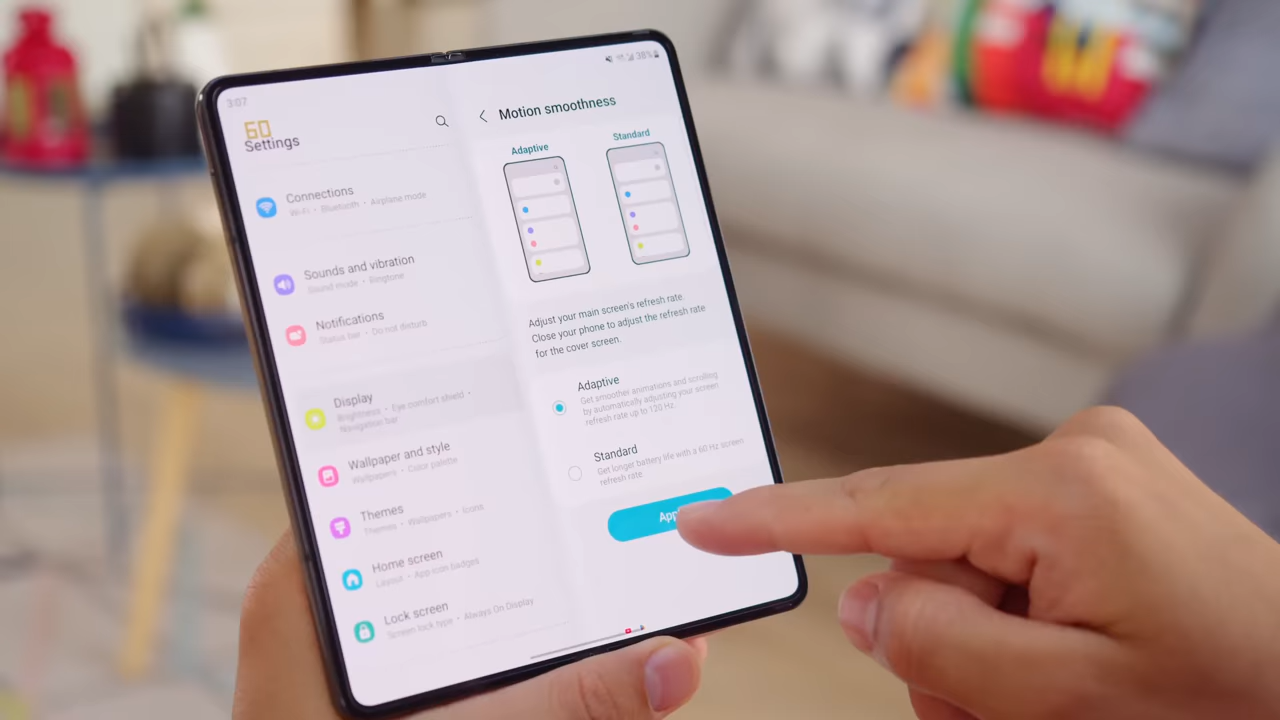 3:07
38%
60
Settings
Connections
Wi-Fi • Bluetooth • Airplane mode
Sounds and vibration
Sound mode • Ringtone
Notifications
Status bar • Do not disturb
Display
Brightness • Eye comfort shield •
Navigation bar
Wallpaper and style
Wallpapers • Color palette
Themes
Themes • Wallpapers • Icons
Home screen
Layout • App icon badges
Lock screen
Screen lock type • Always On Display
Motion smoothness
Adaptive
Standard
Adjust your main screen's refresh rate.
Close your phone to adjust the refresh rate
for the cover screen.
Adaptive
Get smoother animations and scrolling
by automatically adjusting your screen
refresh rate up to 120 Hz.
Standard
Get longer battery life with a 60 Hz screen
refresh rate.